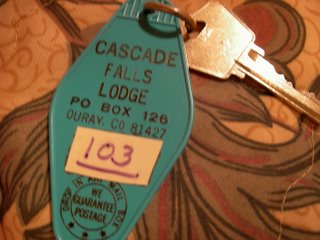 CASCADE
FALLS
LODGE
PO BOX 126
OURAY, CO 81427
103
DROP IN ANY MAIL BOX
WE
GUARANTEE
POSTAGE